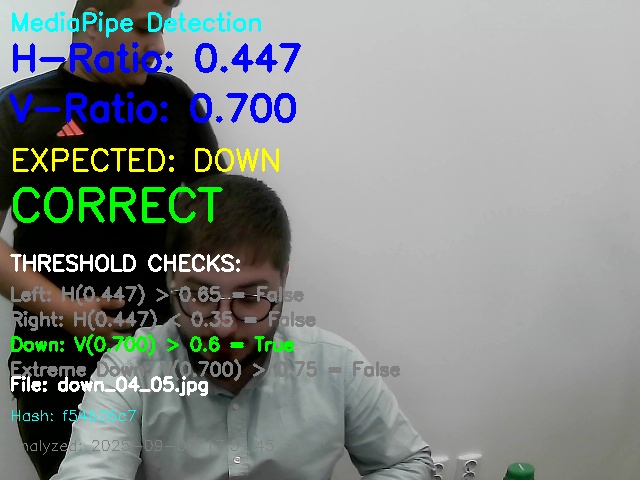 MediaPipe Detection
H-Ratio: 0.447
V-Ratio: 0.700
EXPECTED: DOWN
CORRECT
THRESHOLD CHECKS:
Left: H(0.447) > 0.65 = False
Right: H(0.447) < 0.35 = False
Down: V(0.700) > 0.6 = True
Extreme Down: V(0.700) > 0.75 = False
File: down_04_05.jpg
Hash:
Analyzed: